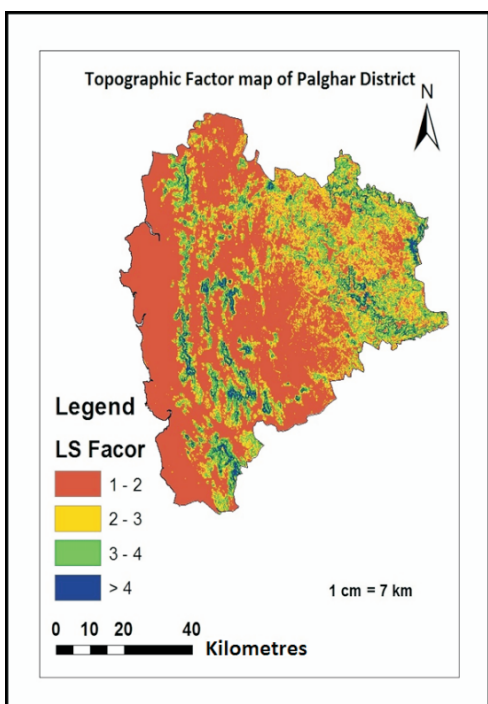 Topographic Factor map of Palghar District
N
Legend
LS Facor
1 - 2
2 - 3
3 - 4
> 4
1 cm = 7 km
0 10 20 40
Kilometres